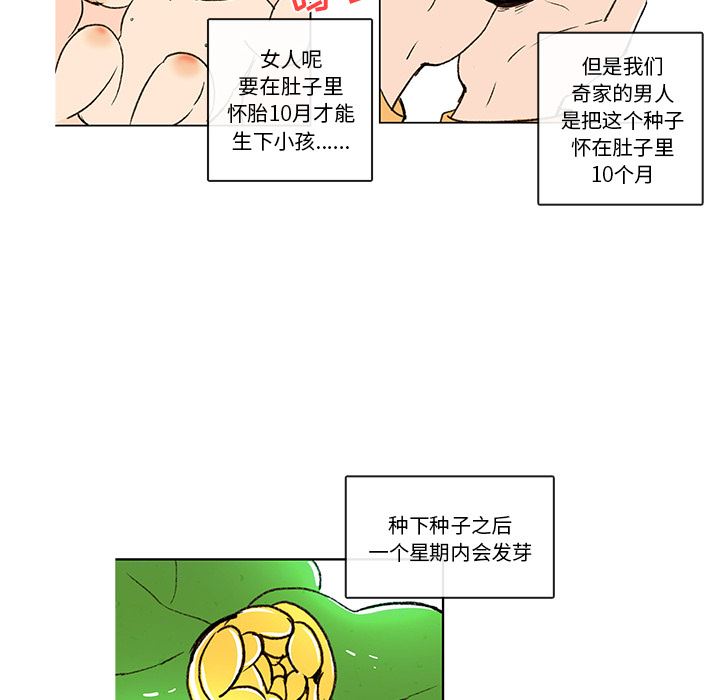 女人呢
要在肚子里
怀胎10月才能
生下小孩......
但是我们
奇家的男人
是把这个种子
怀在肚子里
10个月
种下种子之后
一个星期内会发芽